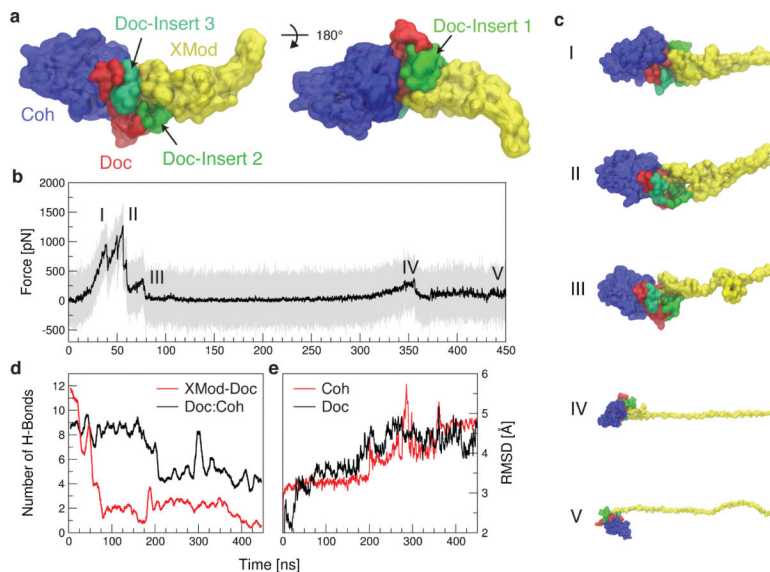 a
Doc-Insert 3
XMod
180°
Doc-Insert 1
Coh
Doc
Doc-Insert 2
b
Force [pN]
2000
1500
1000
500
0
-500
I
II
III
IV
V
0 50 100 150 200 250 300 350 400 450
c
I
II
III
IV
V
d
Number of H-Bonds
12
10
8
6
4
2
0
XMod-Doc
Doc:Coh
0 100 200 300 400
e
Coh
Doc
6
5
4
3
2
RMSD [Å]
0 100 200 300 400
Time [ns]